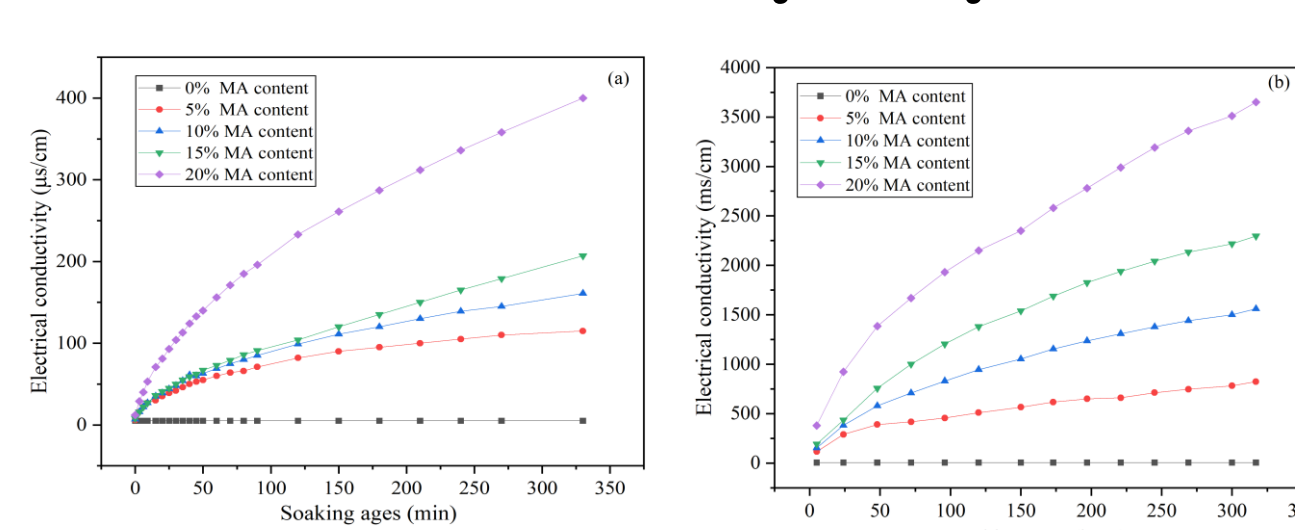 (a)
0% MA content
5% MA content
10% MA content
15% MA content
20% MA content
400
300
200
100
0
Electrical conductivity (μs/cm)
0 50 100 150 200 250 300 350
Soaking ages (min)
(b)
0% MA content
5% MA content
10% MA content
15% MA content
20% MA content
4000
3500
3000
2500
2000
1500
1000
500
0
Electrical conductivity (ms/cm)
0 50 100 150 200 250 300